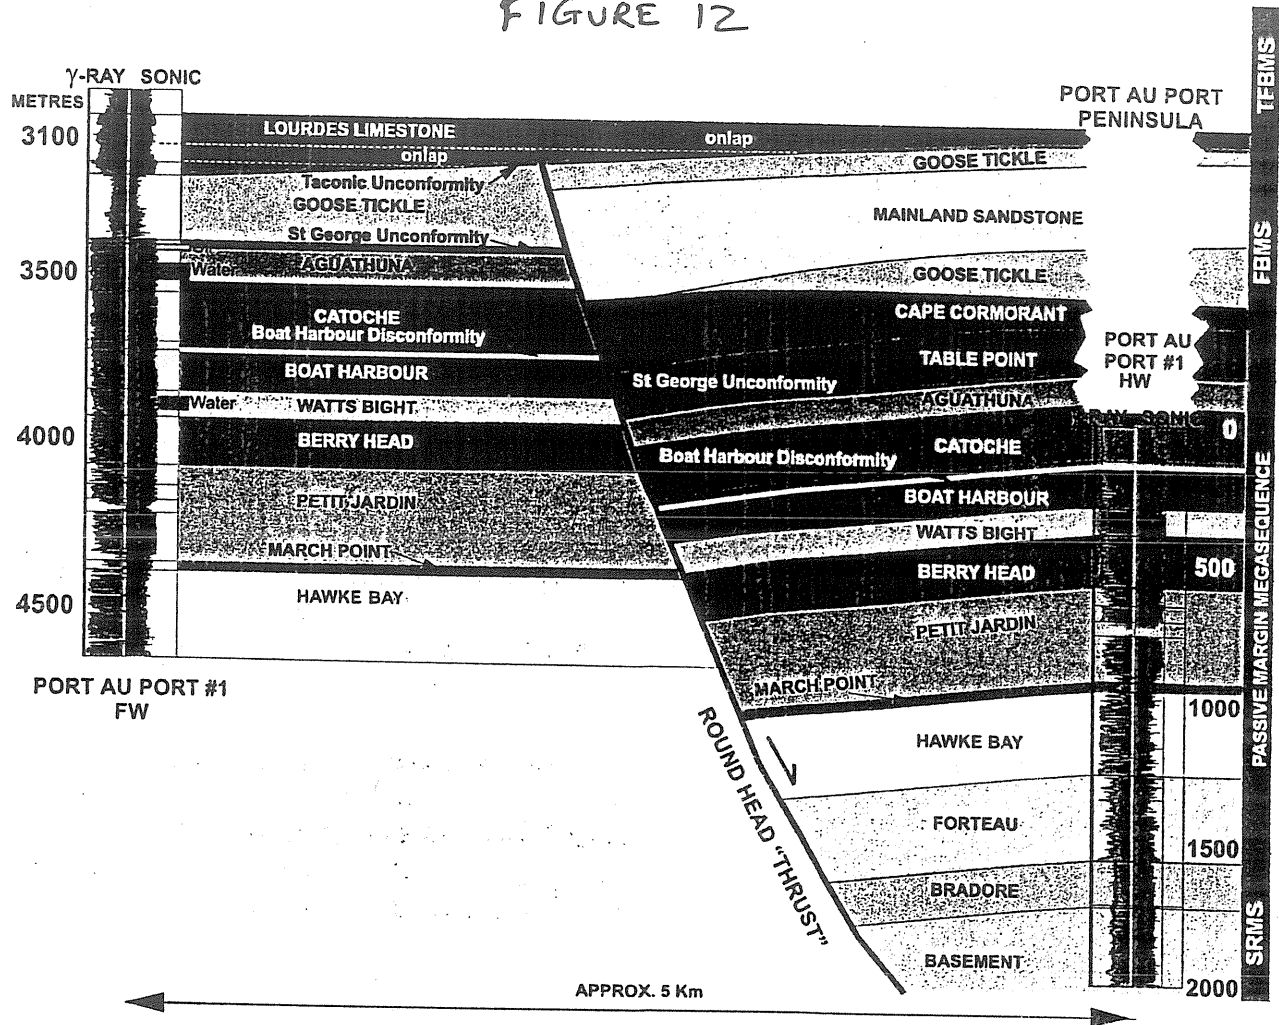 FIGURE 12
γ-RAY SONIC
METRES
3100
3500
4000
4500
PORT AU PORT #1
FW
LOURDES LIMESTONE
onlap
onlap
Taconic Unconformity
GOOSE TICKLE
St George Unconformity
Water
AGUATHUNA
CATOCHE
Boat Harbour Disconformity
BOAT HARBOUR
Water
WATTS BIGHT
BERRY HEAD
PETIT JARDIN
MARCH POINT
HAWKE BAY
PORT AU PORT
PENINSULA
GOOSE TICKLE
MAINLAND SANDSTONE
GOOSE TICKLE
CAPE CORMORANT
TABLE POINT
St George Unconformity
AGUATHUNA
CATOCHE
Boat Harbour Disconformity
BOAT HARBOUR
WATTS BIGHT
BERRY HEAD
PETIT JARDIN
MARCH POINT
HAWKE BAY
FORTEAU
BRADORE
BASEMENT
ROUND HEAD "THRUST"
PORT AU
PORT #1
HW
γ-RAY SONIC
0
500
1000
1500
2000
TFBMS
FBMS
PASSIVE MARGIN MEGASEQUENCE
SRMS
APPROX. 5 Km